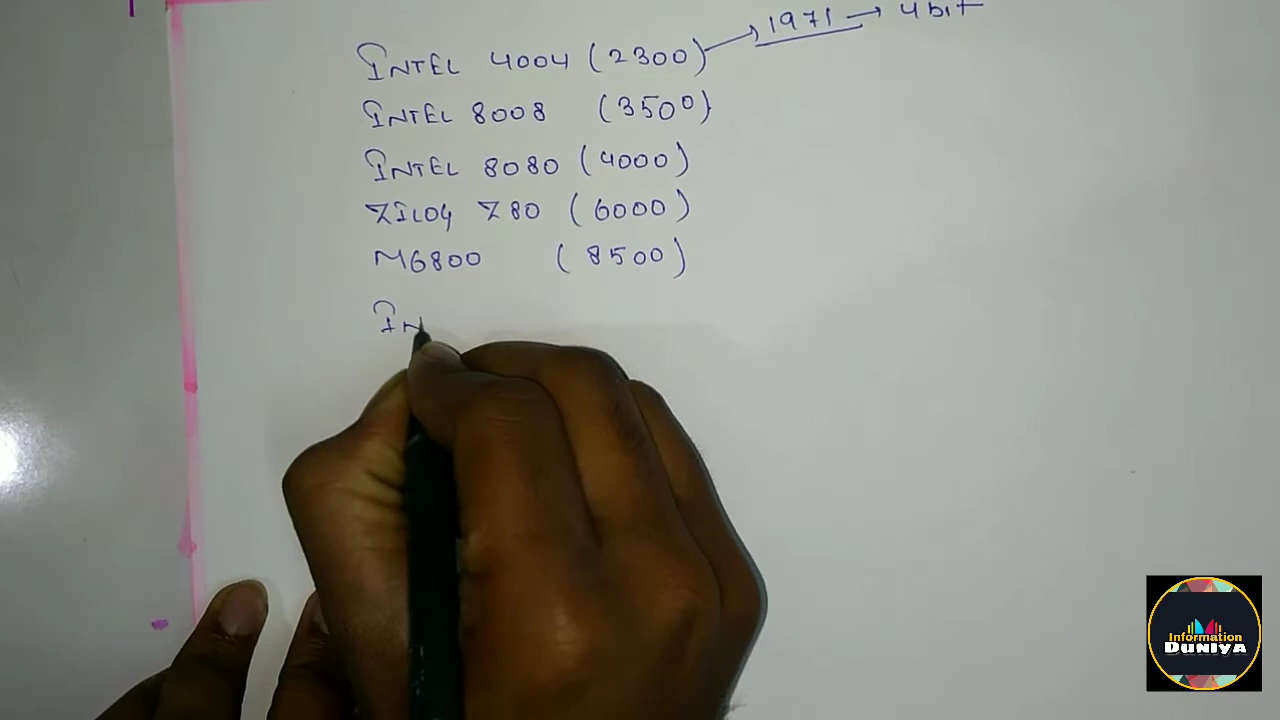 INTEL 4004 (2300) → 1971 → 4 bit
INTEL 8008 (3500)
INTEL 8080 (4000)
ZILOG Z80 (6000)
M6800 (8500)
IN
Information
Duniya